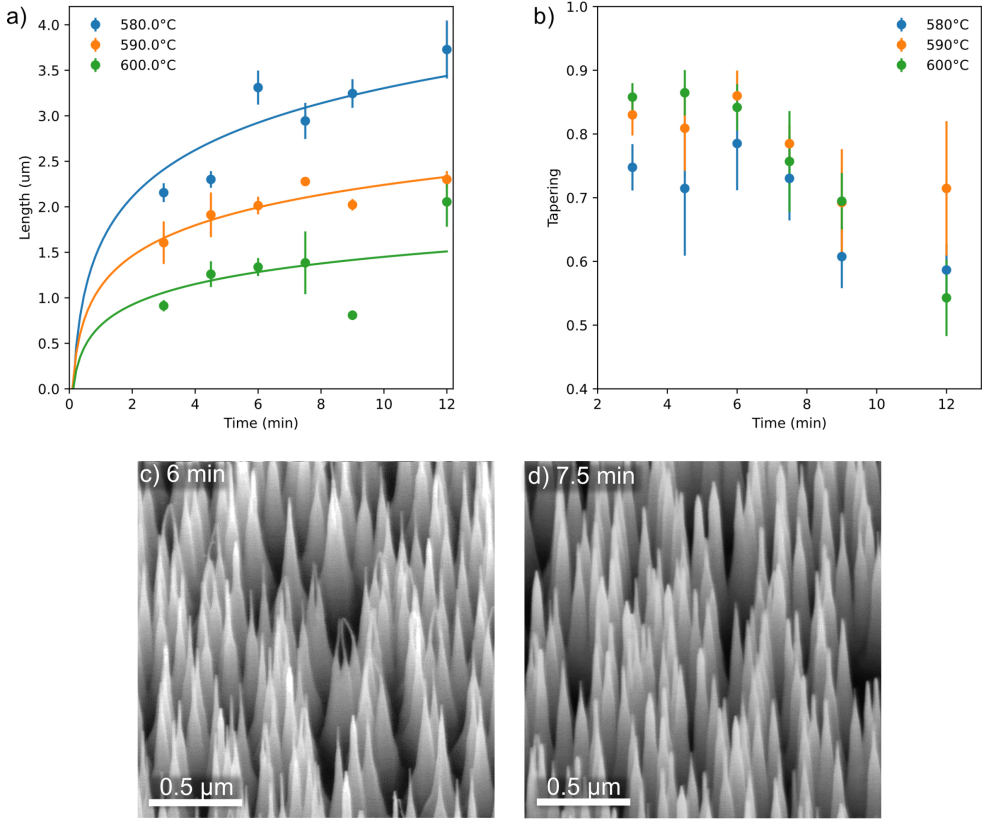 a)
580.0°C
590.0°C
600.0°C
Length (um)
4.0
3.5
3.0
2.5
2.0
1.5
1.0
0.5
0.0
0 2 4 6 8 10 12
Time (min)
b)
580°C
590°C
600°C
Tapering
1.0
0.9
0.8
0.7
0.6
0.5
0.4
2 4 6 8 10 12
Time (min)
c) 6 min
0.5 µm
d) 7.5 min
0.5 µm